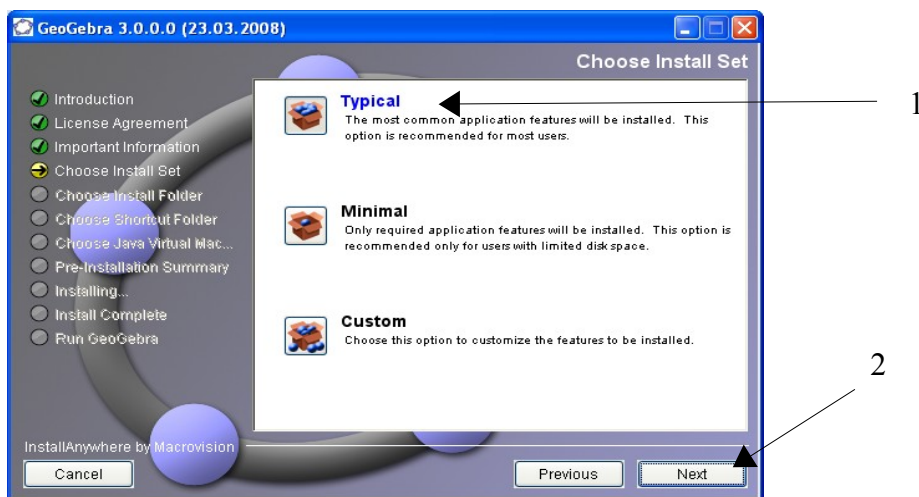 GeoGebra 3.0.0.0 (23.03.2008)
Choose Install Set
Introduction
License Agreement
Important Information
Choose Install Set
Choose Install Folder
Choose Shortcut Folder
Choose Java Virtual Mac...
Pre-Installation Summary
Installing...
Install Complete
Run GeoGebra
Typical
The most common application features will be installed. This
option is recommended for most users.
Minimal
Only required application features will be installed. This option is
recommended only for users with limited disk space.
Custom
Choose this option to customize the features to be installed.
1
2
InstallAnywhere by Macrovision
Cancel
Previous
Next